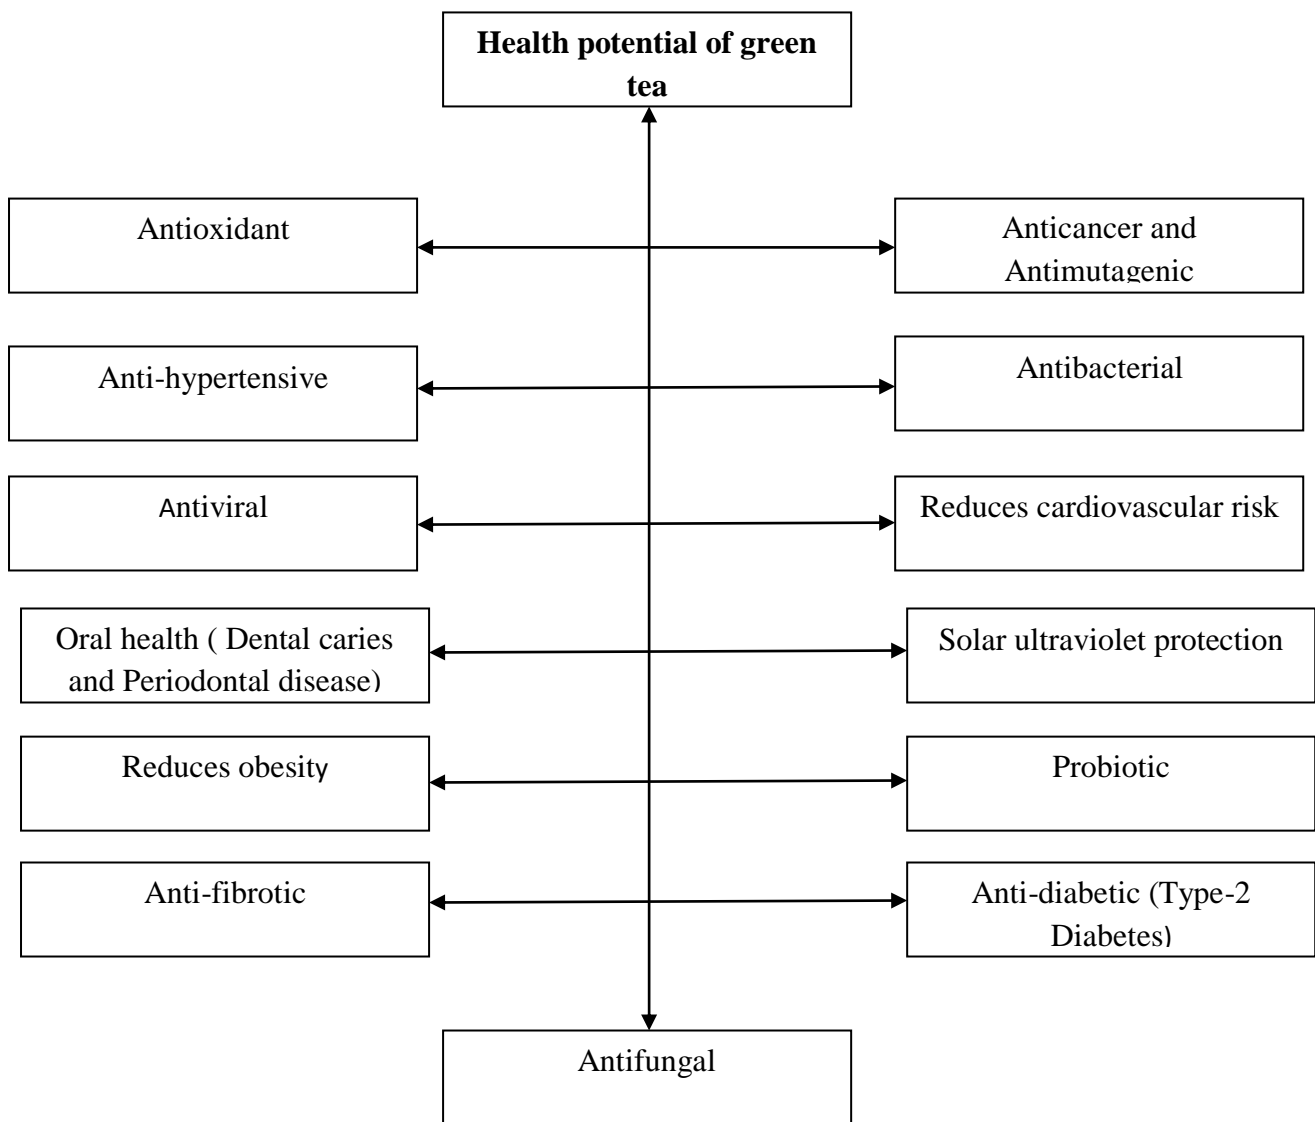 Health potential of green
tea
Antioxidant
Anticancer and
Antimutagenic
Anti-hypertensive
Antibacterial
Antiviral
Reduces cardiovascular risk
Oral health ( Dental caries
and Periodontal disease)
Solar ultraviolet protection
Reduces obesity
Probiotic
Anti-fibrotic
Anti-diabetic (Type-2
Diabetes)
Antifungal